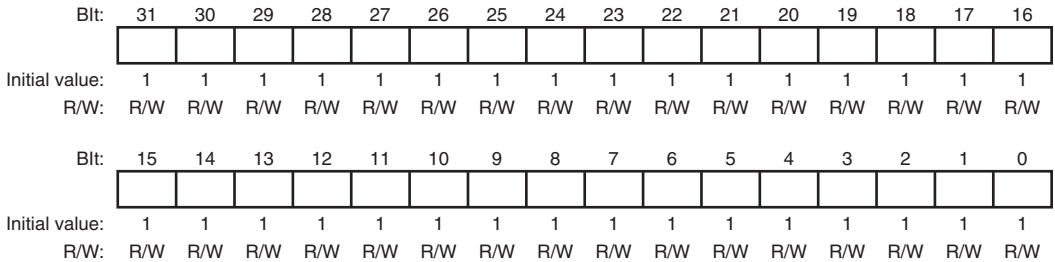 BIt: 31 30 29 28 27 26 25 24 23 22 21 20 19 18 17 16
Initial value: 1 1 1 1 1 1 1 1 1 1 1 1 1 1 1 1
R/W: R/W R/W R/W R/W R/W R/W R/W R/W R/W R/W R/W R/W R/W R/W R/W R/W
BIt: 15 14 13 12 11 10 9 8 7 6 5 4 3 2 1 0
Initial value: 1 1 1 1 1 1 1 1 1 1 1 1 1 1 1 1
R/W: R/W R/W R/W R/W R/W R/W R/W R/W R/W R/W R/W R/W R/W R/W R/W R/W